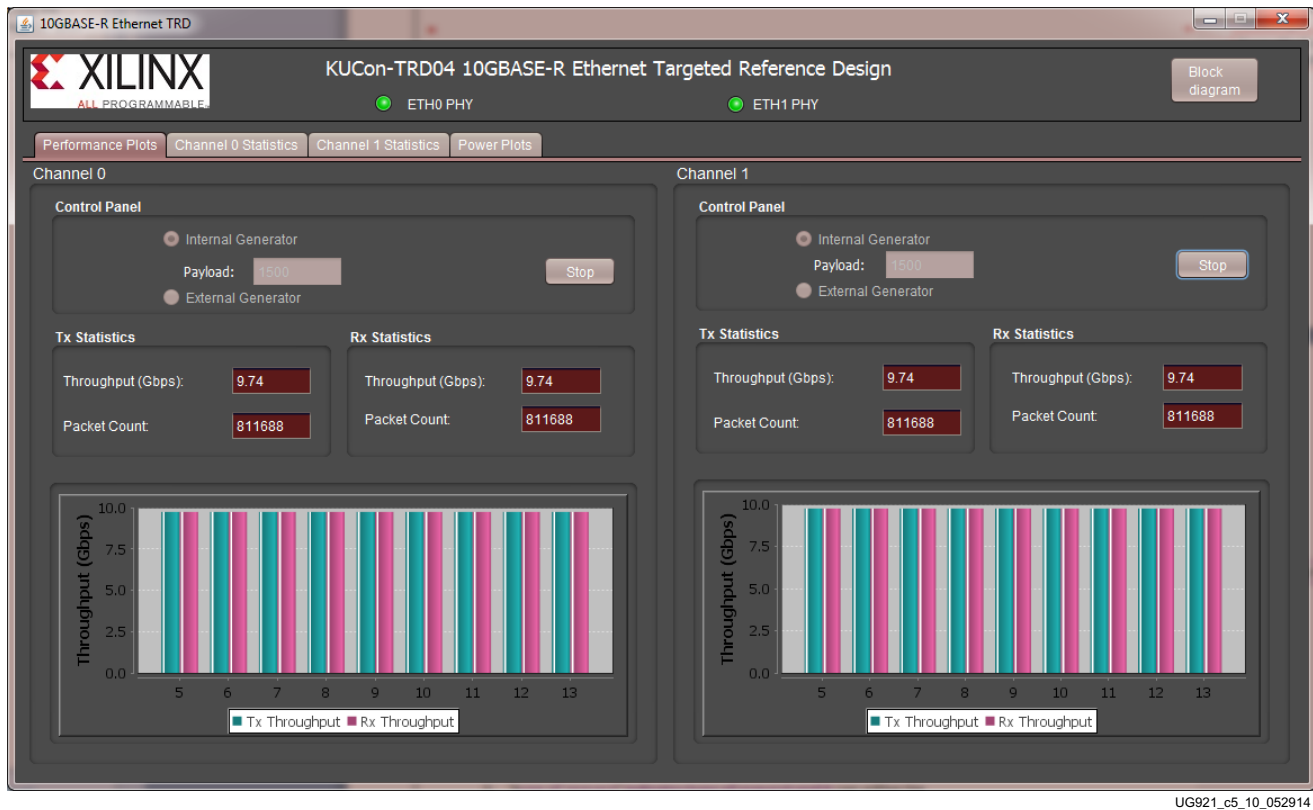 10GBASE-R Ethernet TRD
XILINX
ALL PROGRAMMABLE
KUCon-TRD04 10GBASE-R Ethernet Targeted Reference Design
ETH0 PHY
ETH1 PHY
Block
diagram
Performance Plots
Channel 0 Statistics
Channel 1 Statistics
Power Plots
Channel 0
Control Panel
Internal Generator
Payload:
1500
Stop
External Generator
Tx Statistics
Throughput (Gbps):
9.74
Packet Count:
811688
Rx Statistics
Throughput (Gbps):
9.74
Packet Count:
811688
Throughput (Gbps)
10.0
7.5
5.0
2.5
0.0
5 6 7 8 9 10 11 12 13
Tx Throughput Rx Throughput
Channel 1
Control Panel
Internal Generator
Payload:
1500
Stop
External Generator
Tx Statistics
Throughput (Gbps):
9.74
Packet Count:
811688
Rx Statistics
Throughput (Gbps):
9.74
Packet Count:
811688
Throughput (Gbps)
10.0
7.5
5.0
2.5
0.0
5 6 7 8 9 10 11 12 13
Tx Throughput Rx Throughput
UG921_c5_10_052914